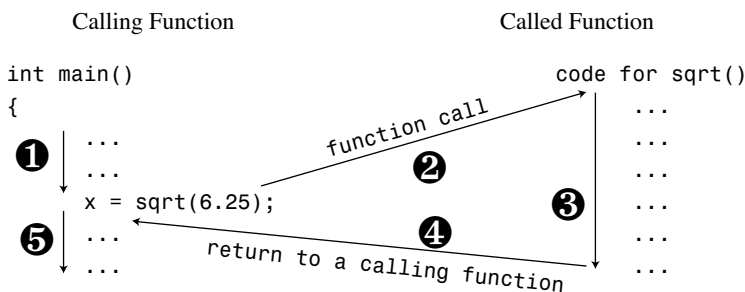 Calling Function
Called Function
int main()
code for sqrt()
{
...
function call
...
1
...
...
2
...
...
x = sqrt(6.25);
3
...
5
...
4
...
...
return to a calling function
...